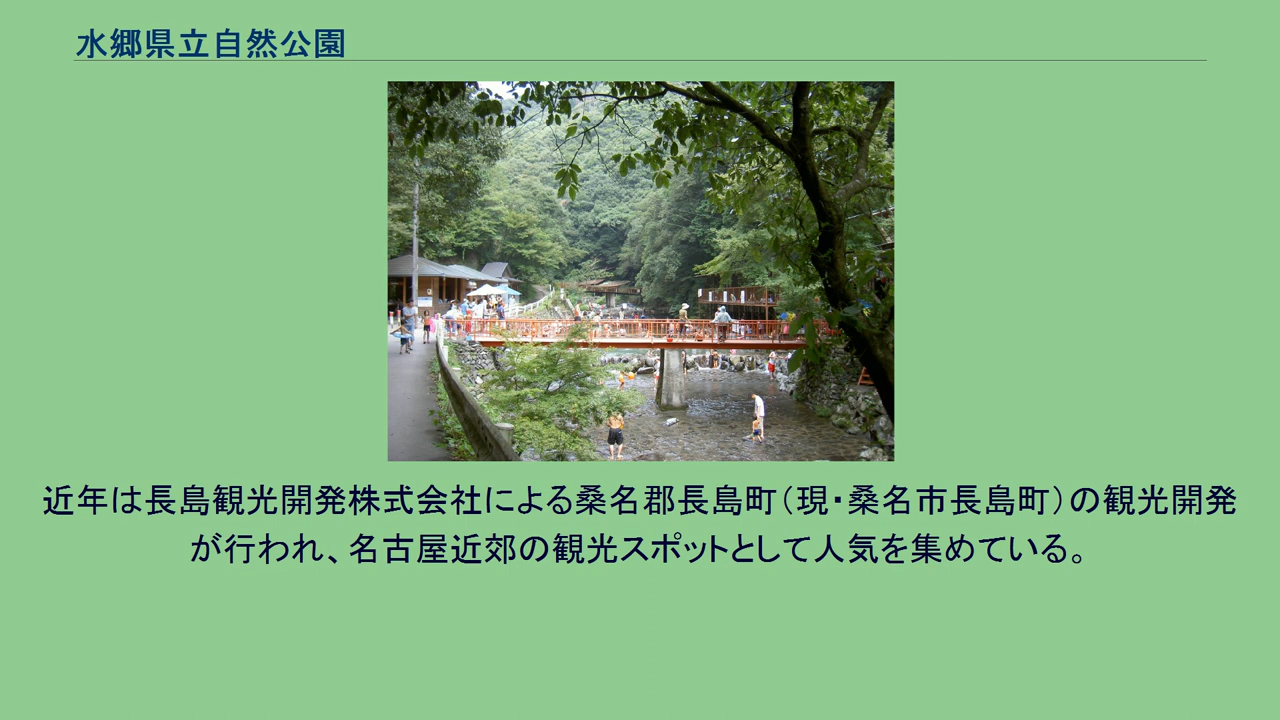 水郷県立自然公園
近年は長島観光開発株式会社による桑名郡長島町（現・桑名市長島町）の観光開発
が行われ、名古屋近郊の観光スポットとして人気を集めている。